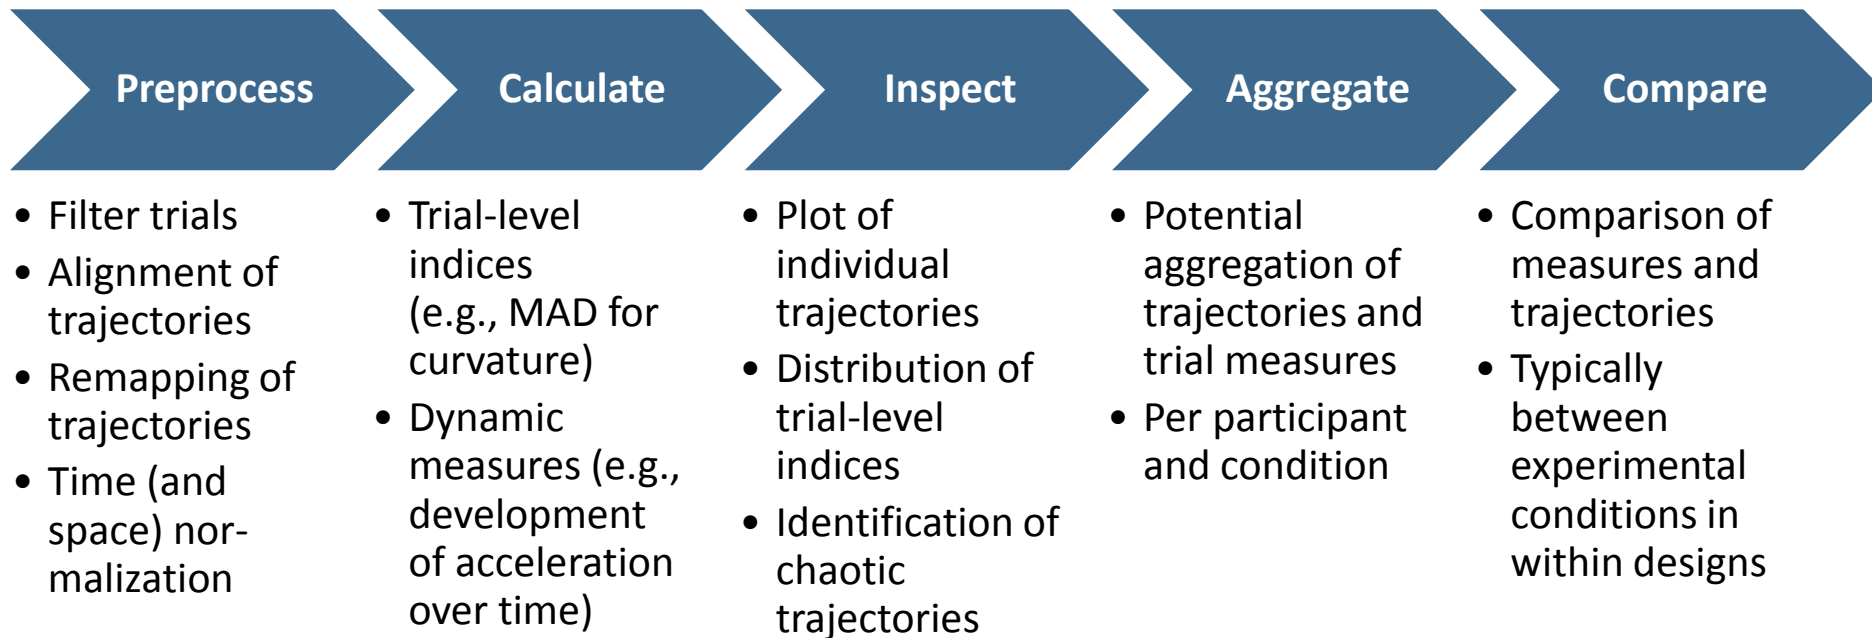 Preprocess
• Filter trials
• Alignment of
trajectories
• Remapping of
trajectories
• Time (and
space) nor-
malization
Calculate
• Trial-level
indices
(e.g., MAD for
curvature)
• Dynamic
measures (e.g.,
development
of acceleration
over time)
Inspect
• Plot of
individual
trajectories
• Distribution of
trial-level
indices
• Identification of
chaotic
trajectories
Aggregate
• Potential
aggregation of
trajectories and
trial measures
• Per participant
and condition
Compare
• Comparison of
measures and
trajectories
• Typically
between
experimental
conditions in
within designs